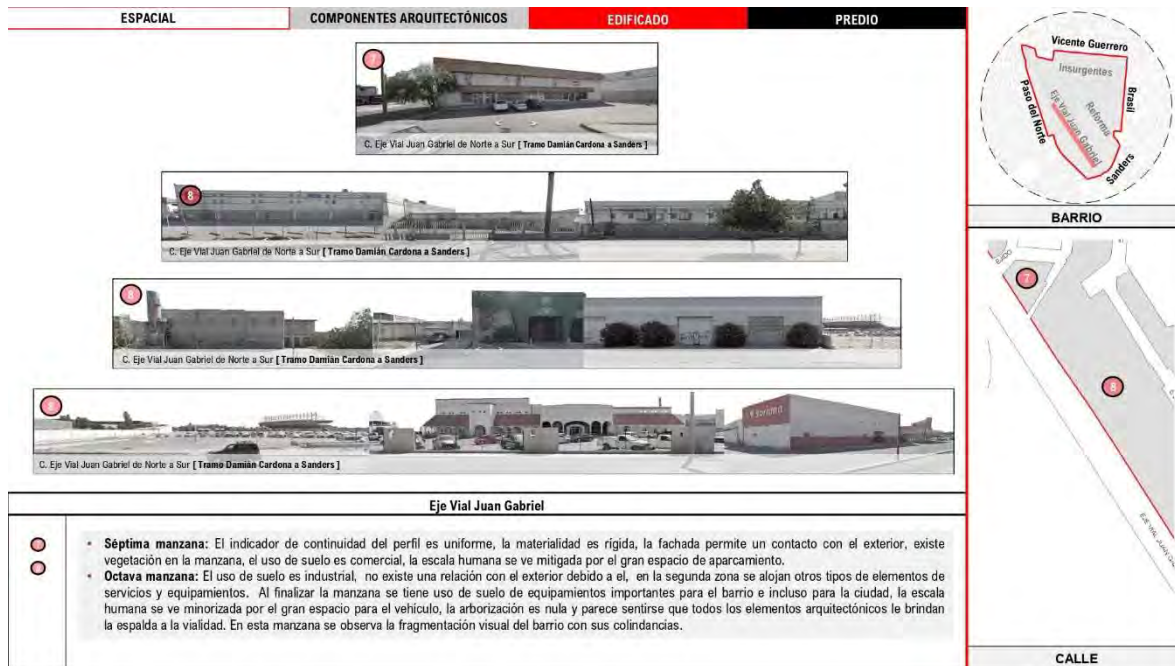 ESPACIAL
COMPONENTES ARQUITECTÓNICOS
EDIFICADO
PREDIO
7
C. Eje Vial Juan Gabriel de Norte a Sur [ Tramo Damián Cardona a Sanders ]
8
C. Eje Vial Juan Gabriel de Norte a Sur [ Tramo Damián Cardona a Sanders ]
8
C. Eje Vial Juan Gabriel de Norte a Sur [ Tramo Damián Cardona a Sanders ]
8
C. Eje Vial Juan Gabriel de Norte a Sur [ Tramo Damián Cardona a Sanders ]
Eje Vial Juan Gabriel
• Séptima manzana: El indicador de continuidad del perfil es uniforme, la materialidad es rígida, la fachada permite un contacto con el exterior, existe
vegetación en la manzana, el uso de suelo es comercial, la escala humana se ve mitigada por el gran espacio de aparcamiento.
• Octava manzana: El uso de suelo es industrial, no existe una relación con el exterior debido a el, en la segunda zona se alojan otros tipos de elementos de
servicios y equipamientos. Al finalizar la manzana se tiene uso de suelo de equipamientos importantes para el barrio e incluso para la ciudad, la escala
humana se ve minorizada por el gran espacio para el vehículo, la arborización es nula y parece sentirse que todos los elementos arquitectónicos le brindan
la espalda a la vialidad. En esta manzana se observa la fragmentación visual del barrio con sus colindancias.
Vicente Guerrero
Insurgentes
Brasil
Paso del Norte
Reforma
Eje Vial Juan Gabriel
Sanders
BARRIO
EJIDO
7
8
EJE VIAL JUAN
CALLE